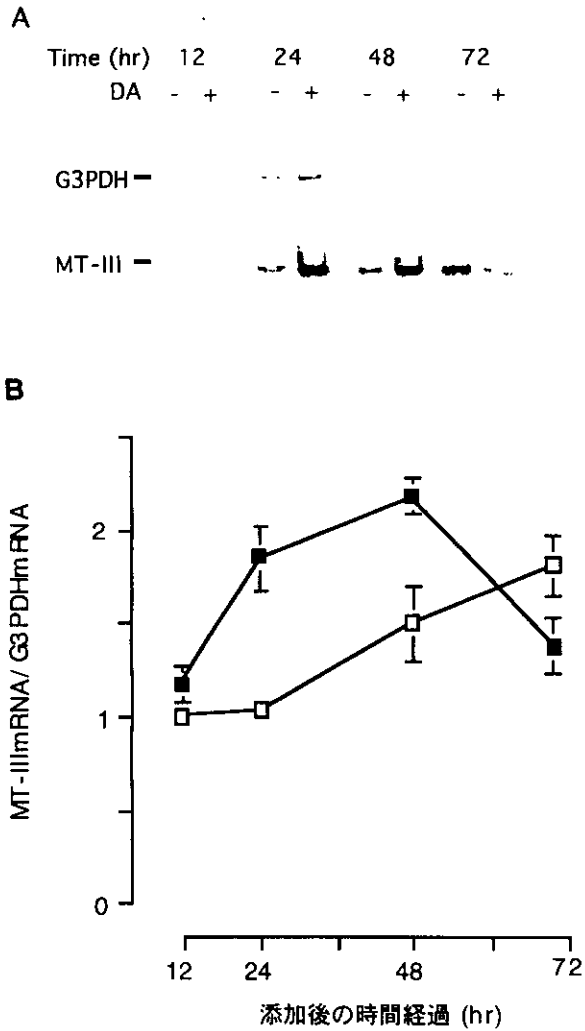 A
Time (hr) 12 24 48 72
DA - + - + - + - +
G3PDH
MT-III
B
MT-IIImRNA/G3PDHmRNA
2
1
0
12 24 48 72
添加後の時間経過 (hr)